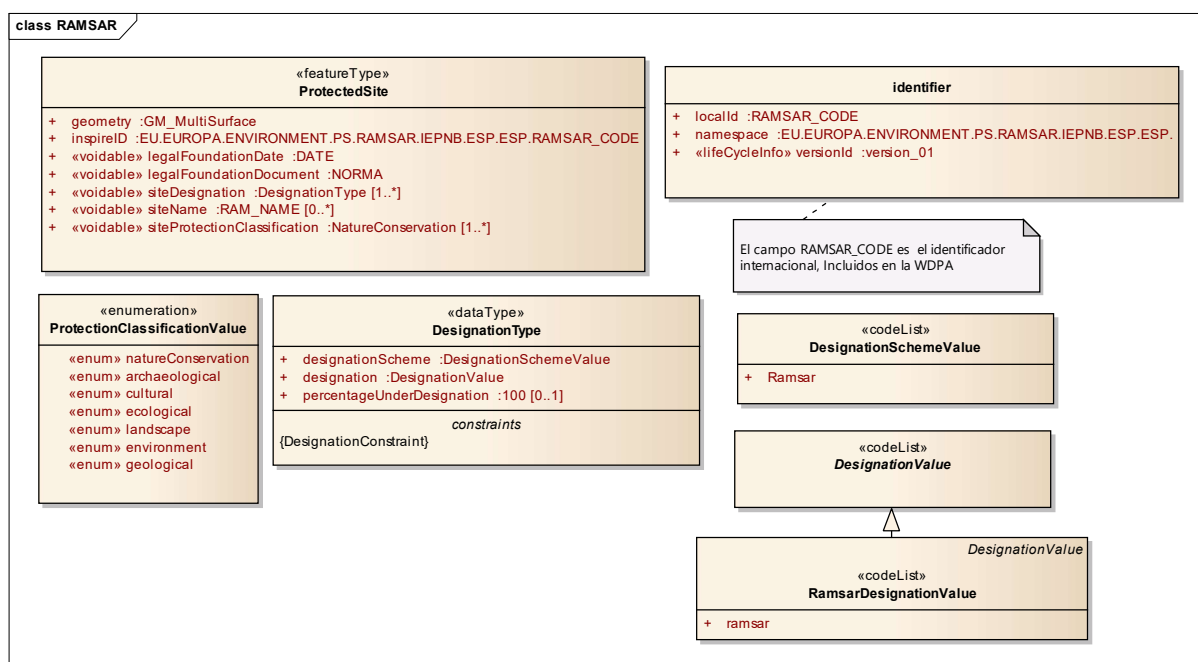 class RAMSAR
«featureType»
ProtectedSite
+ geometry :GM_MultiSurface
+ inspireID :EU.EUROPA.ENVIRONMENT.PS.RAMSAR.IEPNB.ESP.ESP.RAMSAR_CODE
+ «voidable» legalFoundationDate :DATE
+ «voidable» legalFoundationDocument :NORMA
+ «voidable» siteDesignation :DesignationType [1..*]
+ «voidable» siteName :RAM_NAME [0..*]
+ «voidable» siteProtectionClassification :NatureConservation [1..*]
identifier
+ localId :RAMSAR_CODE
+ namespace :EU.EUROPA.ENVIRONMENT.PS.RAMSAR.IEPNB.ESP.ESP.
+ «lifeCycleInfo» versionId :version_01
El campo RAMSAR_CODE es el identificador
internacional, Incluidos en la WDPA
«enumeration»
ProtectionClassificationValue
«enum» natureConservation
«enum» archaeological
«enum» cultural
«enum» ecological
«enum» landscape
«enum» environment
«enum» geological
«dataType»
DesignationType
+ designationScheme :DesignationSchemeValue
+ designation :DesignationValue
+ percentageUnderDesignation :100 [0..1]
constraints
{DesignationConstraint}
«codeList»
DesignationSchemeValue
+ Ramsar
«codeList»
DesignationValue
DesignationValue
«codeList»
RamsarDesignationValue
+ ramsar